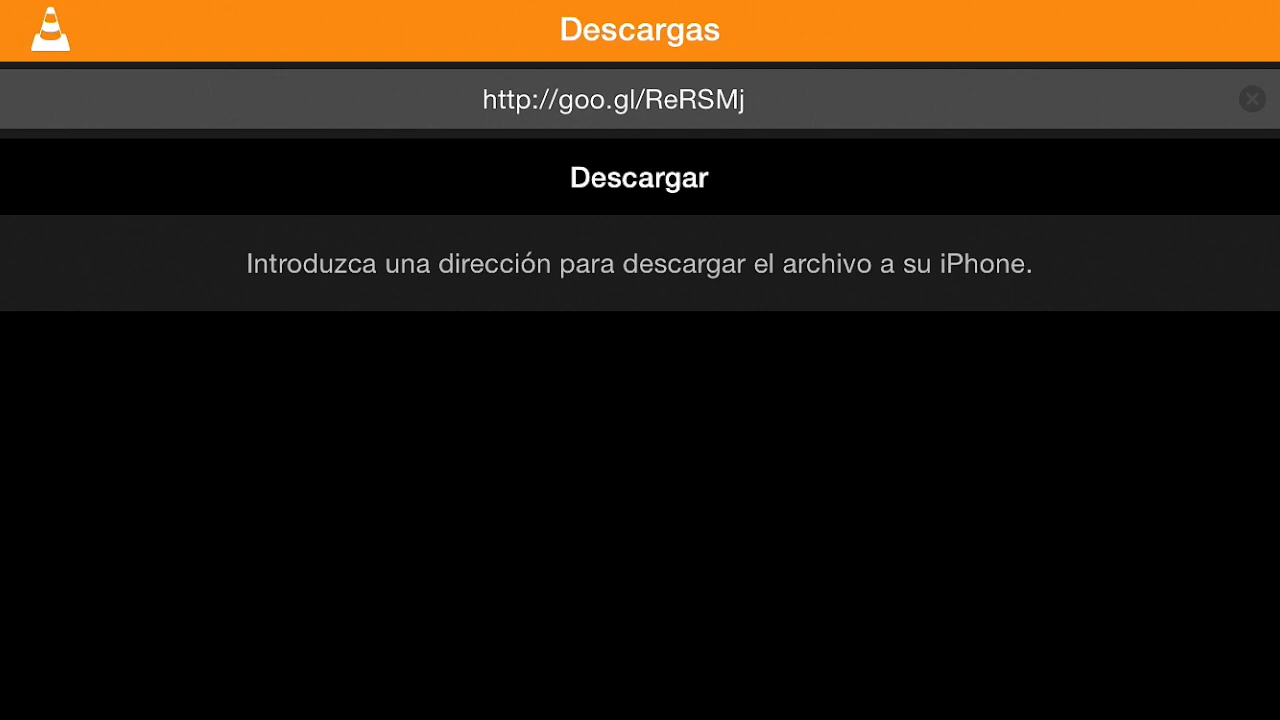 Descargas
http://goo.gl/ReRSMj
Descargar
Introduzca una dirección para descargar el archivo a su iPhone.